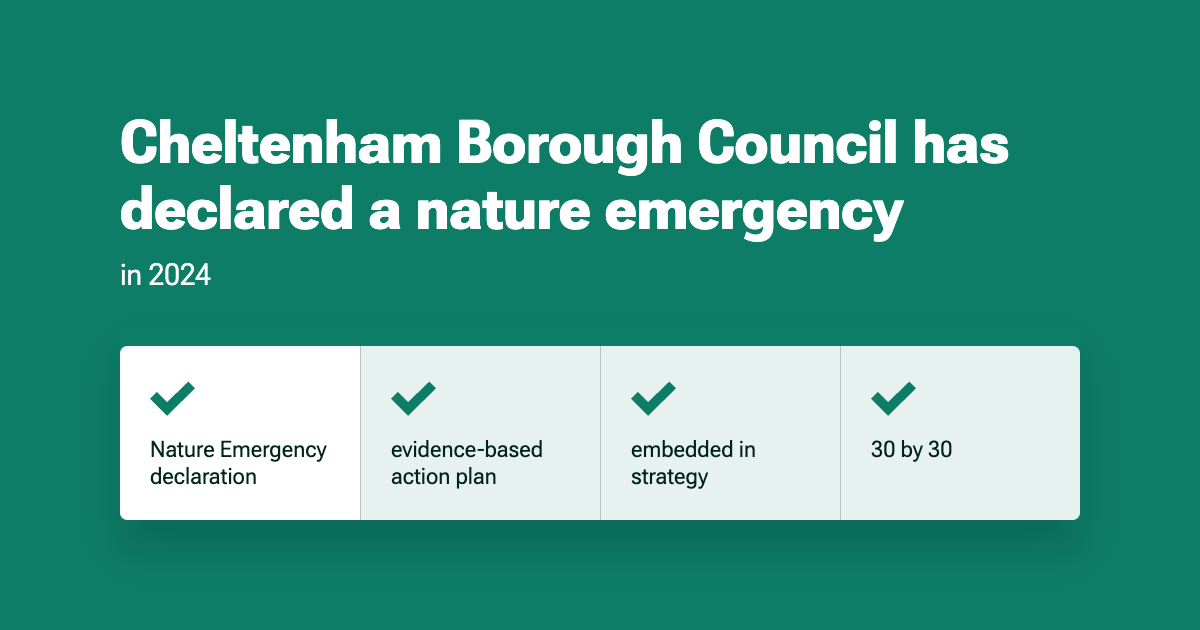 Cheltenham Borough Council has
declared a nature emergency
in 2024
Nature Emergency
declaration
evidence-based
action plan
embedded in
strategy
30 by 30